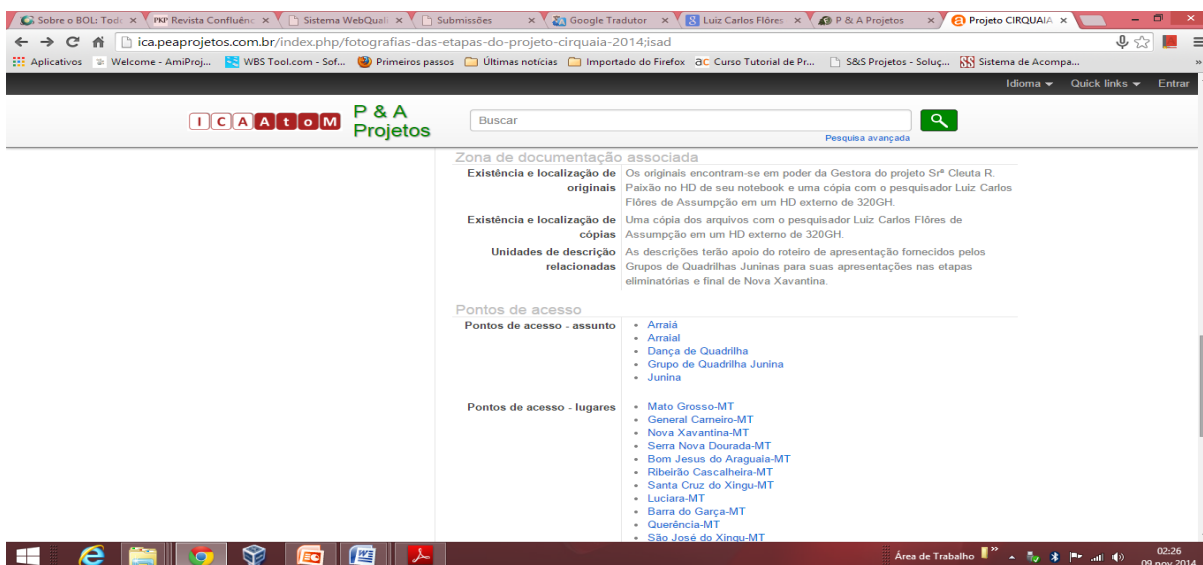 Sobre o BOL: Tod
PKP Revista Confluênc
Sistema WebQuali
Submissões
Google Tradutor
Luiz Carlos Flôres
P & A Projetos
Projeto CIRQUAIA
ica.peaprojetos.com.br/index.php/fotografias-das-etapas-do-projeto-cirquaia-2014;isad
Aplicativos
Welcome - AmiProj...
WBS Tool.com - Sof...
Primeiros passos
Últimas notícias
Importado do Firefox
Curso Tutorial de Pr...
S&S Projetos - Soluç...
Sistema de Acompa...
»
Idioma
Quick links
Entrar
ICAAtoM
P & A
Projetos
Buscar
Pesquisa avançada
Zona de documentação associada
Existência e localização de originais
Os originais encontram-se em poder da Gestora do projeto Srª Cleuta R.
Paixão no HD de seu notebook e uma cópia com o pesquisador Luiz Carlos
Flôres de Assumpção em um HD externo de 320GH.
Existência e localização de cópias
Uma cópia dos arquivos com o pesquisador Luiz Carlos Flôres de
Assumpção em um HD externo de 320GH.
Unidades de descrição relacionadas
As descrições terão apoio do roteiro de apresentação fornecidos pelos
Grupos de Quadrilhas Juninas para suas apresentações nas etapas
eliminatórias e final de Nova Xavantina.
Pontos de acesso
Pontos de acesso - assunto
• Arraiá
• Arraial
• Dança de Quadrilha
• Grupo de Quadrilha Junina
• Junina
Pontos de acesso - lugares
• Mato Grosso-MT
• General Carneiro-MT
• Nova Xavantina-MT
• Serra Nova Dourada-MT
• Bom Jesus do Araguaia-MT
• Ribeirão Cascalheira-MT
• Santa Cruz do Xingu-MT
• Luciara-MT
• Barra do Garça-MT
• Querência-MT
• São José do Xingu-MT
Área de Trabalho
»
02:26
09 nov 2014